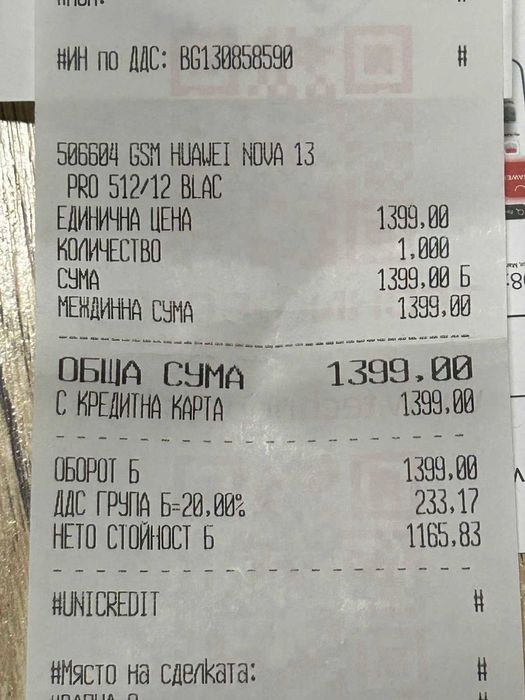 #ИН по ДДС: BG130858590 #
506604 GSM HUAWEI NOVA 13
PRO 512/12 BLAC
ЕДИНИЧНА ЦЕНА 1399,00
КОЛИЧЕСТВО 1,000
СУМА 1399,00 Б
МЕЖДИННА СУМА 1399,00
ОБЩА СУМА 1399,00
С КРЕДИТНА КАРТА 1399,00
ОБОРОТ Б 1399,00
ДДС ГРУПА Б=20,00% 233,17
НЕТО СТОЙНОСТ Б 1165,83
#UNICREDIT #
#Място на сделката: #